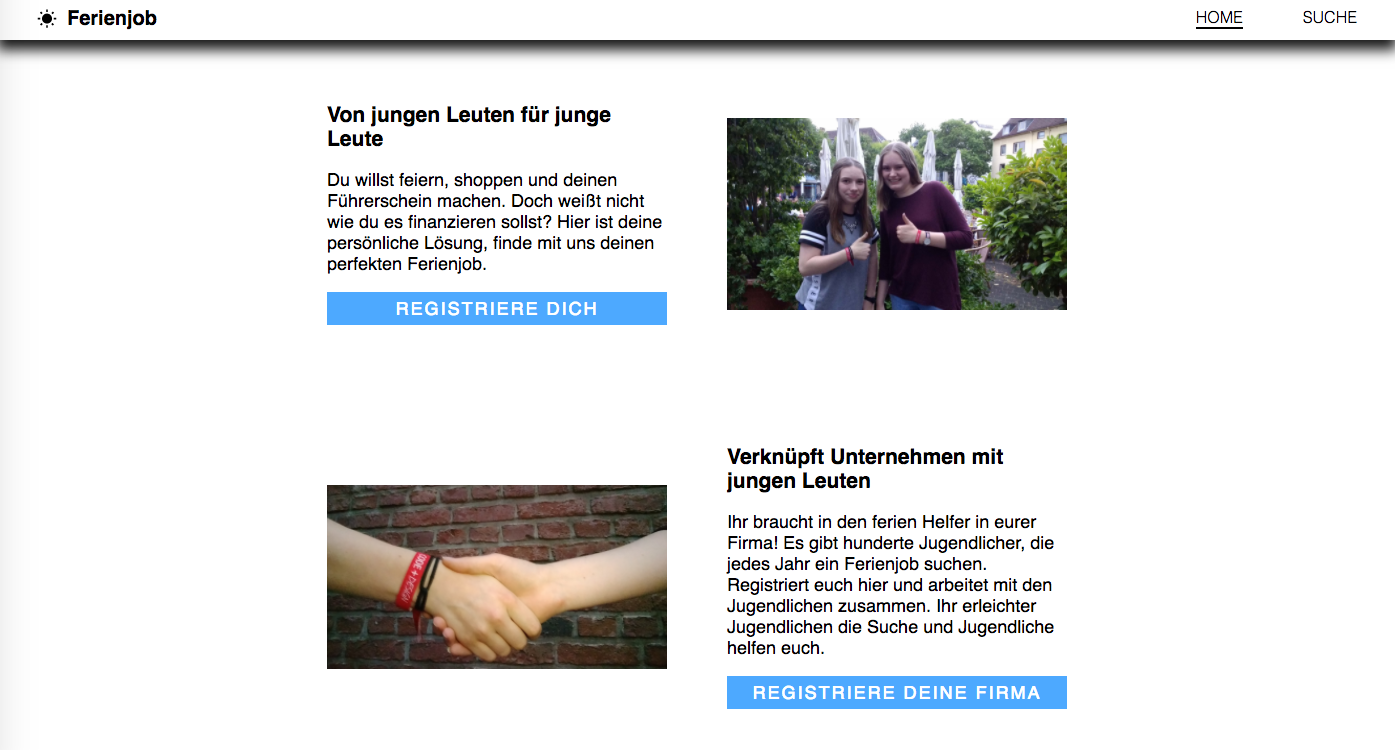 Ferienjob
HOME
SUCHE
Von jungen Leuten für junge
Leute
Du willst feiern, shoppen und deinen
Führerschein machen. Doch weißt nicht
wie du es finanzieren sollst? Hier ist deine
persönliche Lösung, finde mit uns deinen
perfekten Ferienjob.
REGISTRIERE DICH
CODE + DESIGN
Verknüpft Unternehmen mit
jungen Leuten
Ihr braucht in den ferien Helfer in eurer
Firma! Es gibt hunderte Jugendlicher, die
jedes Jahr ein Ferienjob suchen.
Registriert euch hier und arbeitet mit den
Jugendlichen zusammen. Ihr erleichter
Jugendlichen die Suche und Jugendliche
helfen euch.
REGISTRIERE DEINE FIRMA